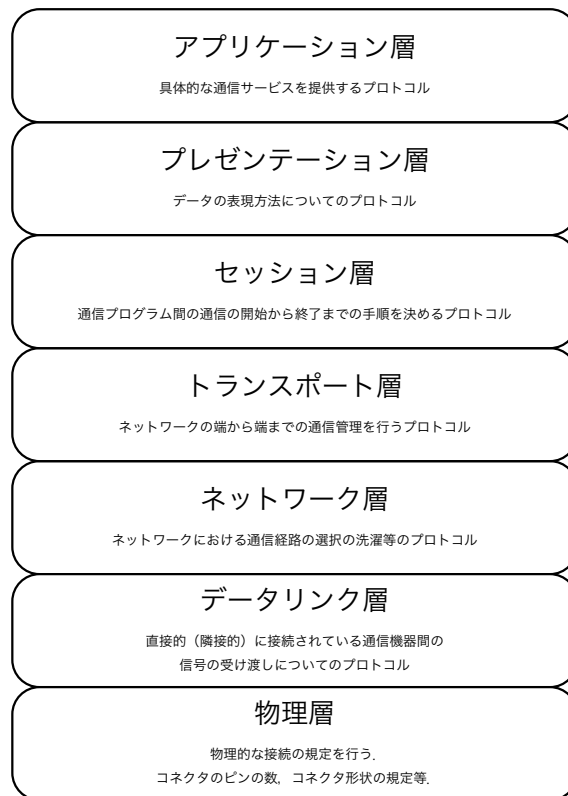 アプリケーション層
具体的な通信サービスを提供するプロトコル
プレゼンテーション層
データの表現方法についてのプロトコル
セッション層
通信プログラム間の通信の開始から終了までの手順を決めるプロトコル
トランスポート層
ネットワークの端から端までの通信管理を行うプロトコル
ネットワーク層
ネットワークにおける通信経路の選択の洗濯等のプロトコル
データリンク層
直接的（隣接的）に接続されている通信機器間の
信号の受け渡しについてのプロトコル
物理層
物理的な接続の規定を行う．
コネクタのピンの数，コネクタ形状の規定等．